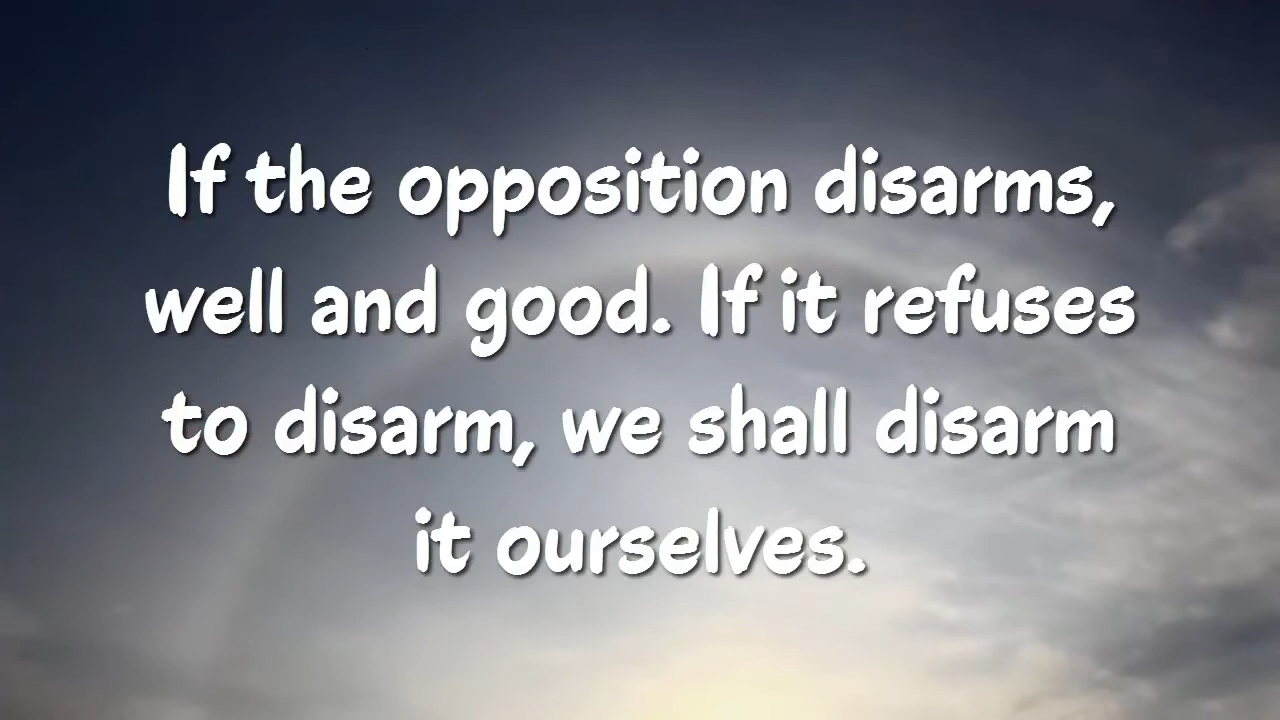 If the opposition disarms,
well and good. If it refuses
to disarm, we shall disarm
it ourselves.